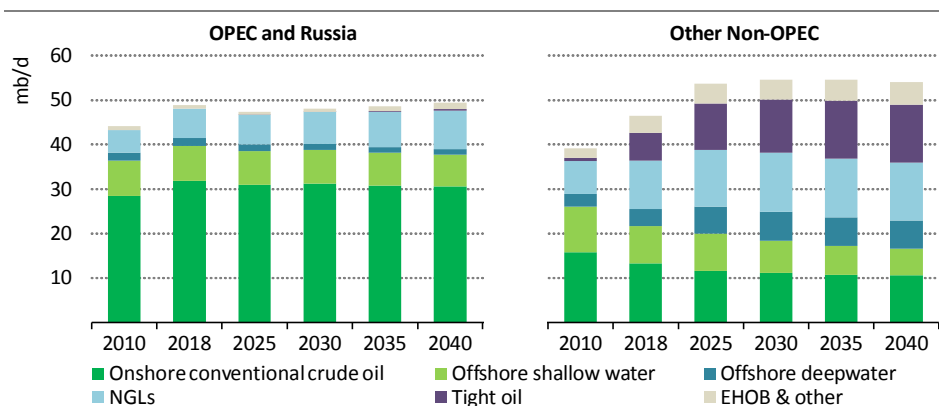 OPEC and Russia
Other Non-OPEC
mb/d
60
50
40
30
20
10
2010 2018 2025 2030 2035 2040
2010 2018 2025 2030 2035 2040
Onshore conventional crude oil Offshore shallow water Offshore deepwater
NGLs Tight oil EHOB & other